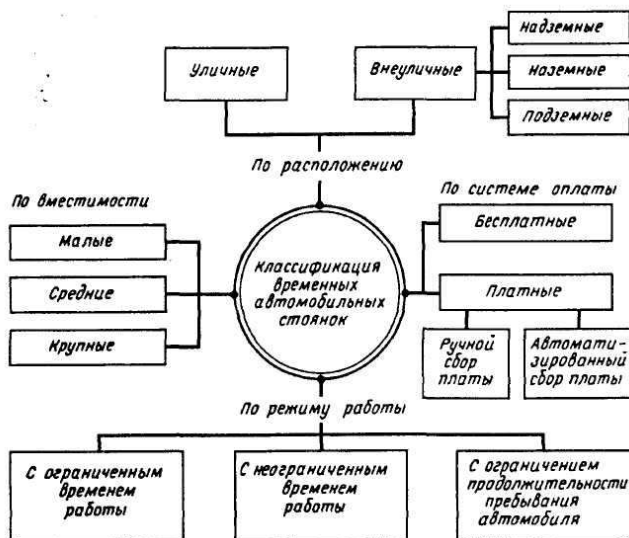 Надземные
Уличные
Внеуличные
Наземные
Подземные
По расположению
По вместимости
Малые
Средние
Крупные
Классификация
временных
автомобильных
стоянок
По системе оплаты
Бесплатные
Платные
Ручной
сбор
платы
Автомати-
зированный
сбор платы
По режиму работы
С ограниченным
временем
работы
С неограниченным
временем
работы
С ограничением
продолжительности
пребывания
автомобиля